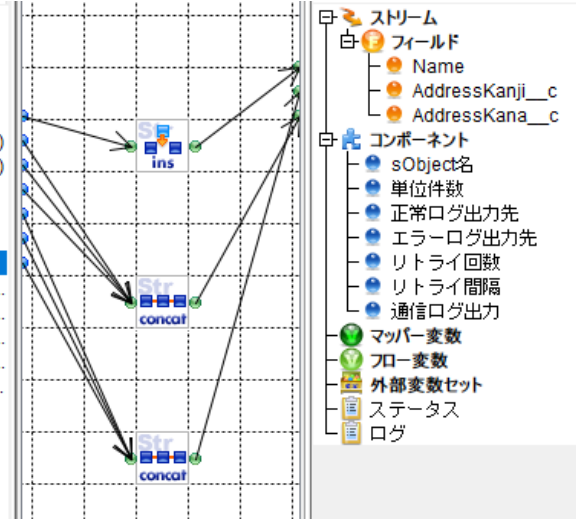 )
)
Str
ins
Str
concat
Str
concat
ストリーム
フィールド
Name
AddressKanji__c
AddressKana__c
コンポーネント
sObject名
単位件数
正常ログ出力先
エラーログ出力先
リトライ回数
リトライ間隔
通信ログ出力
マッパー変数
フロー変数
外部変数セット
ステータス
ログ